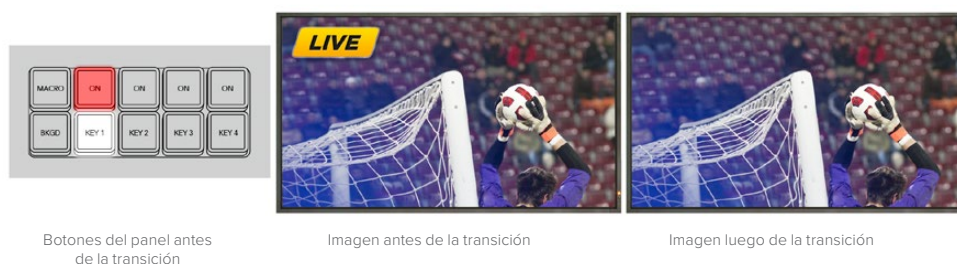 LIVE
MACRO ON ON ON ON
BKGD KEY 1 KEY 2 KEY 3 KEY 4
Botones del panel antes
de la transición
Imagen antes de la transición
Imagen luego de la transición